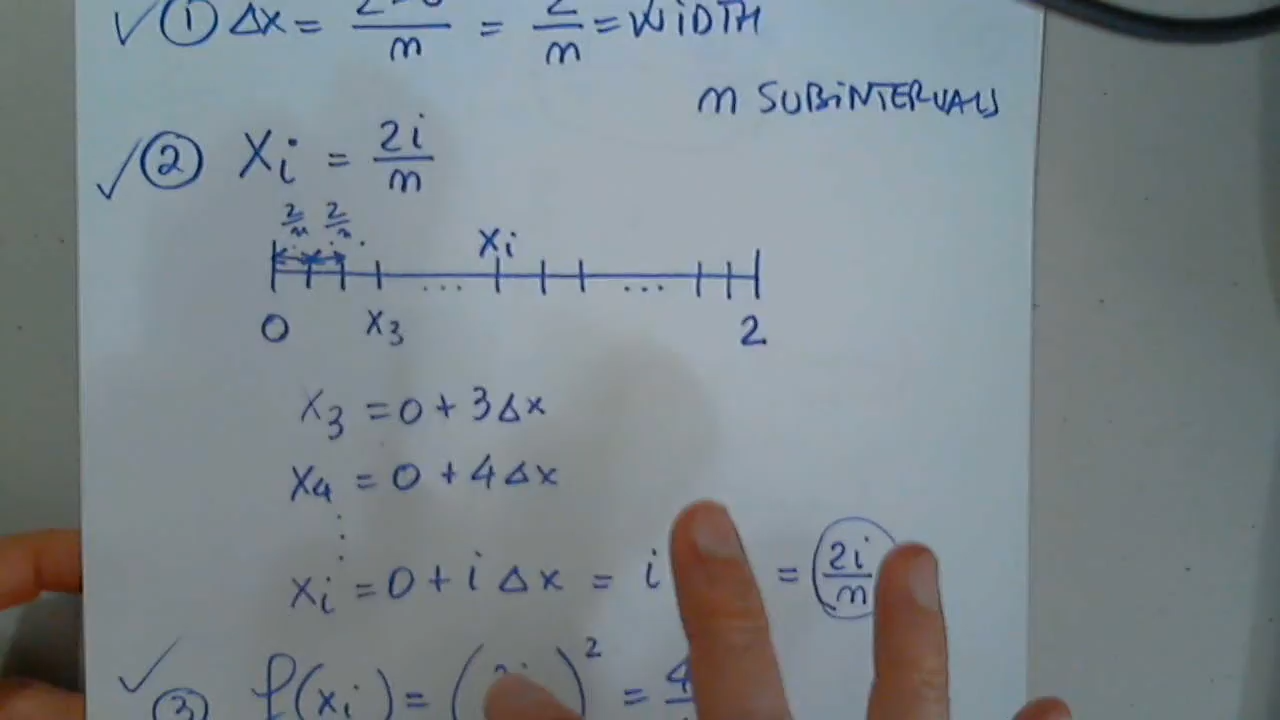 ✓ ① Δx = 2-0/m = 2/m = WIDTH
m SUBINTERVALS
✓ ② Xi = 2i/m
2/m 2/m
Xi
... ...
0 X3 2
X3 = 0 + 3Δx
X4 = 0 + 4Δx
⋮
Xi = 0 + i Δx = i = 2i/m
✓ ③ f(xi) = ( )² = 4